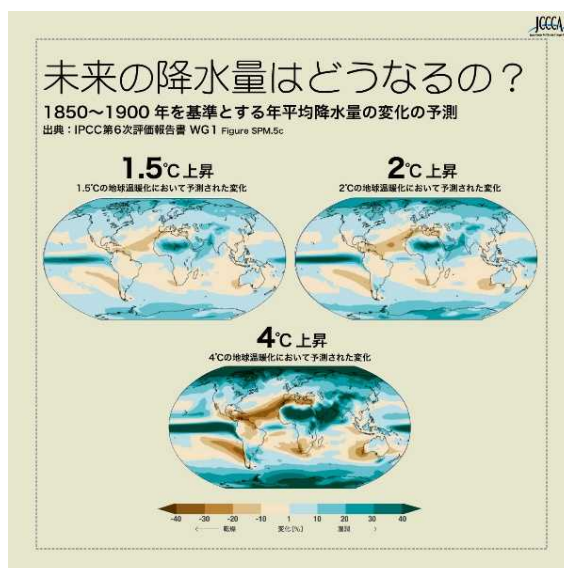 JCCCA
未来の降水量はどうなるの？
1850～1900年を基準とする年平均降水量の変化の予測
出典：IPCC第6次評価報告書 WG1 Figure SPM.5c
1.5℃上昇
1.5℃の地球温暖化において予測された変化
2℃上昇
2℃の地球温暖化において予測された変化
4℃上昇
4℃の地球温暖化において予測された変化
-40 -30 -20 -10 1 10 20 30 40
乾燥 変化[%] 湿潤